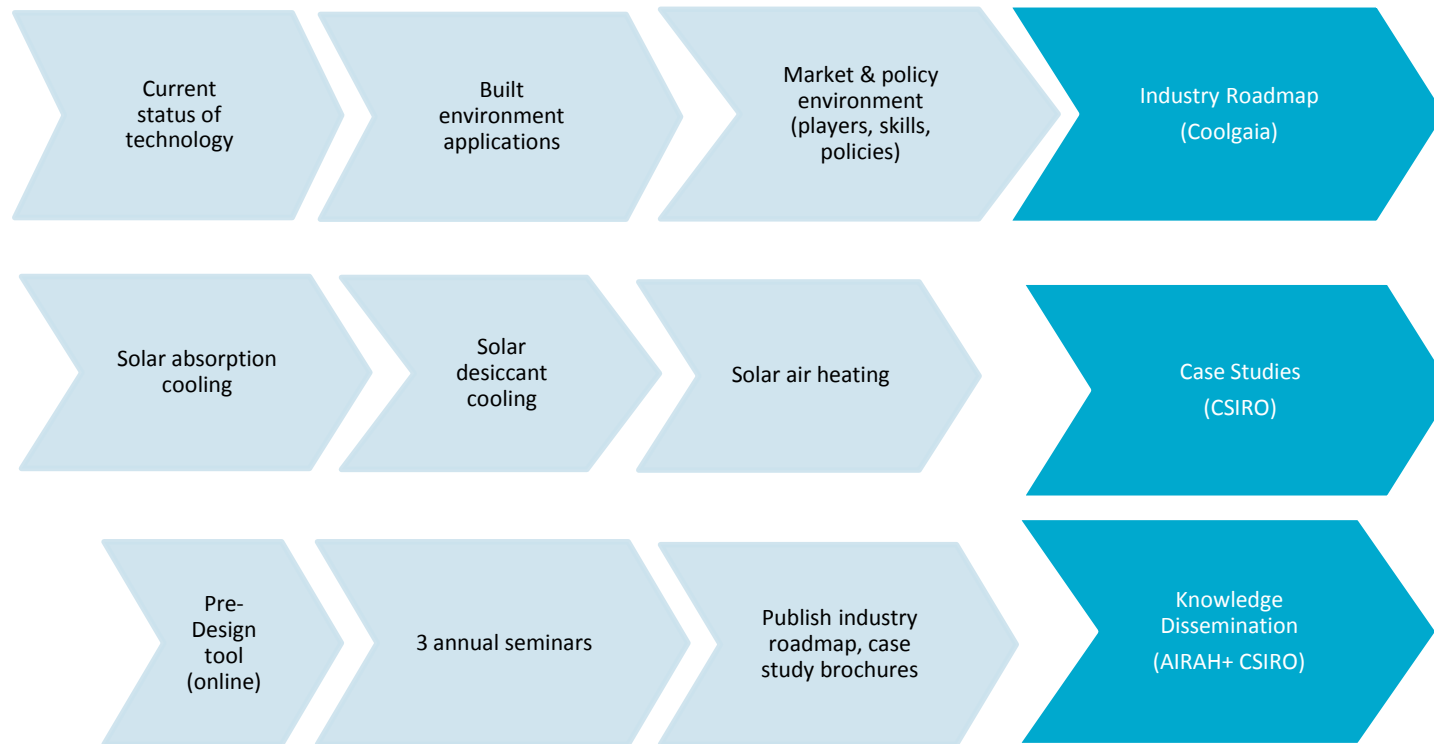 Current
status of
technology
Built
environment
applications
Market & policy
environment
(players, skills,
policies)
Industry Roadmap
(Coolgaia)
Solar absorption
cooling
Solar
desiccant
cooling
Solar air heating
Case Studies
(CSIRO)
Pre-
Design
tool
(online)
3 annual seminars
Publish industry
roadmap, case
study brochures
Knowledge
Dissemination
(AIRAH+ CSIRO)